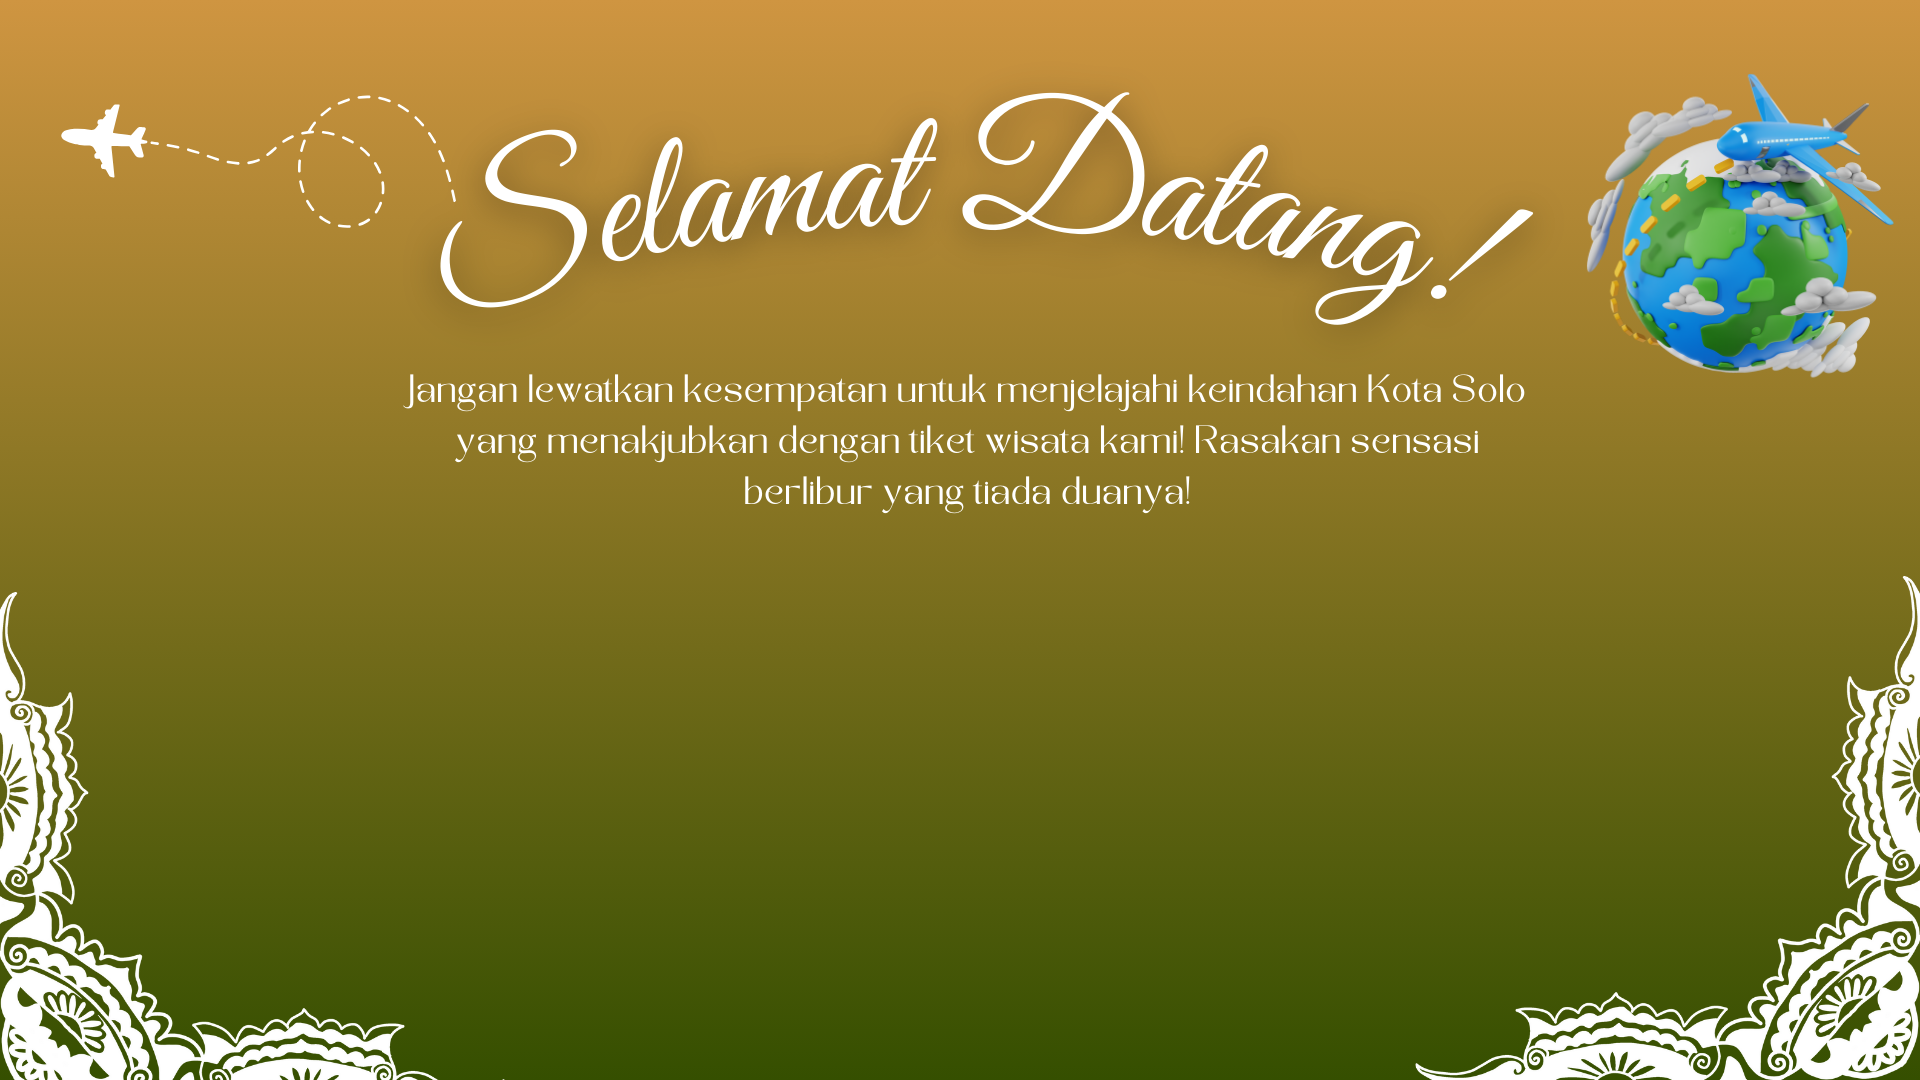 Selamat Datang!
Jangan lewatkan kesempatan untuk menjelajahi keindahan Kota Solo
yang menakjubkan dengan tiket wisata kami! Rasakan sensasi
berlibur yang tiada duanya!